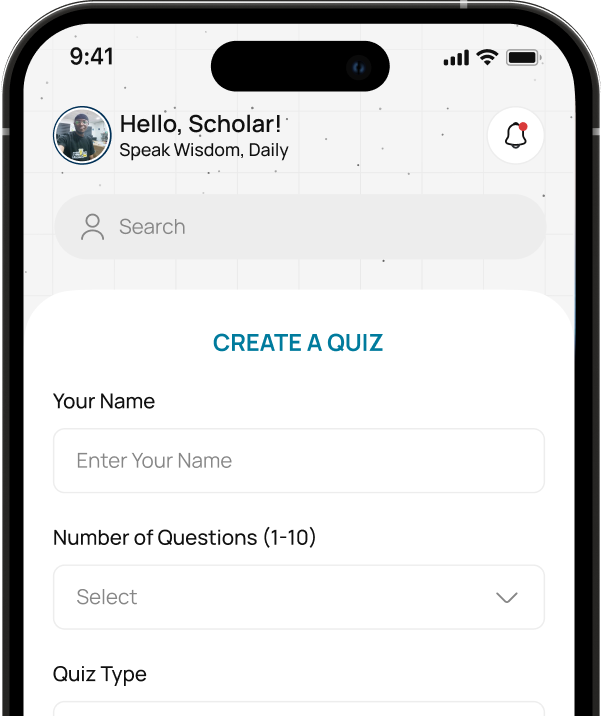 9:41
Hello, Scholar!
Speak Wisdom, Daily
Search
CREATE A QUIZ
Your Name
Enter Your Name
Number of Questions (1-10)
Select
Quiz Type